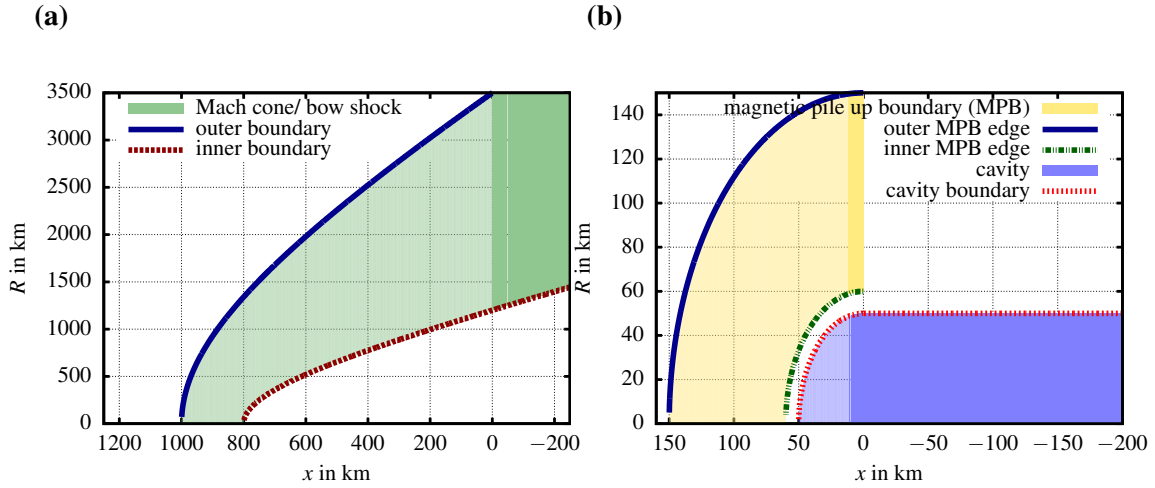 (a)
3500
3000
2500
2000
1500
1000
500
0
R in km
Mach cone/ bow shock
outer boundary
inner boundary
1200 1000 800 600 400 200 0 −200
x in km
(b)
140
120
100
80
60
40
20
0
R in km
magnetic pile up boundary (MPB)
outer MPB edge
inner MPB edge
cavity
cavity boundary
150 100 50 0 −50 −100 −150 −200
x in km